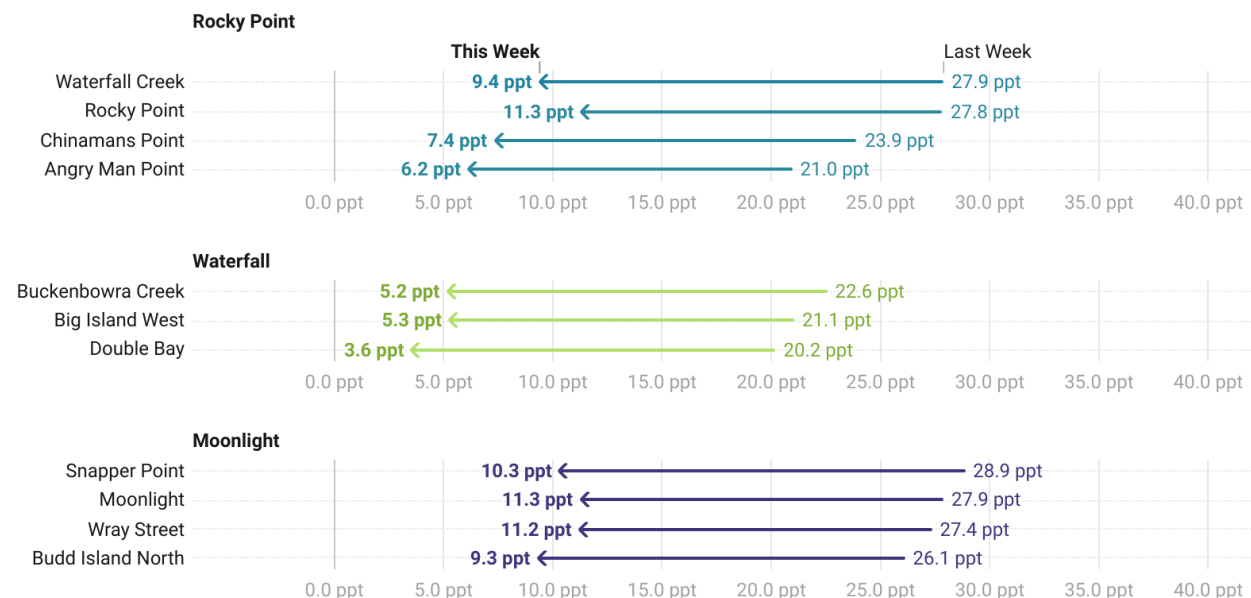 Rocky Point
This Week Last Week
Waterfall Creek 9.4 ppt 27.9 ppt
Rocky Point 11.3 ppt 27.8 ppt
Chinamans Point 7.4 ppt 23.9 ppt
Angry Man Point 6.2 ppt 21.0 ppt
0.0 ppt 5.0 ppt 10.0 ppt 15.0 ppt 20.0 ppt 25.0 ppt 30.0 ppt 35.0 ppt 40.0 ppt
Waterfall
Buckenbowra Creek 5.2 ppt 22.6 ppt
Big Island West 5.3 ppt 21.1 ppt
Double Bay 3.6 ppt 20.2 ppt
0.0 ppt 5.0 ppt 10.0 ppt 15.0 ppt 20.0 ppt 25.0 ppt 30.0 ppt 35.0 ppt 40.0 ppt
Moonlight
Snapper Point 10.3 ppt 28.9 ppt
Moonlight 11.3 ppt 27.9 ppt
Wray Street 11.2 ppt 27.4 ppt
Budd Island North 9.3 ppt 26.1 ppt
0.0 ppt 5.0 ppt 10.0 ppt 15.0 ppt 20.0 ppt 25.0 ppt 30.0 ppt 35.0 ppt 40.0 ppt